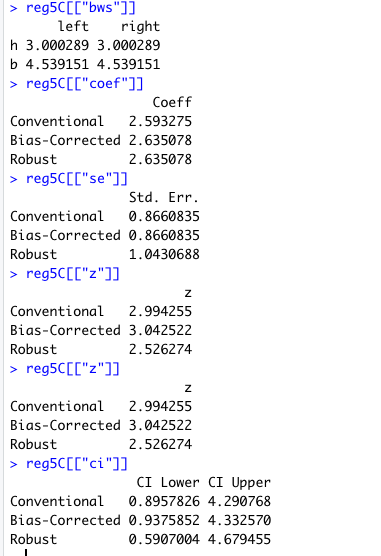 > reg5C[["bws"]]
      left    right
h 3.000289 3.000289
b 4.539151 4.539151
> reg5C[["coef"]]
                  Coeff
Conventional   2.593275
Bias-Corrected 2.635078
Robust         2.635078
> reg5C[["se"]]
               Std. Err.
Conventional   0.8660835
Bias-Corrected 0.8660835
Robust         1.0430688
> reg5C[["z"]]
                      z
Conventional   2.994255
Bias-Corrected 3.042522
Robust         2.526274
> reg5C[["z"]]
                      z
Conventional   2.994255
Bias-Corrected 3.042522
Robust         2.526274
> reg5C[["ci"]]
                CI Lower CI Upper
Conventional   0.8957826 4.290768
Bias-Corrected 0.9375852 4.332570
Robust         0.5907004 4.679455